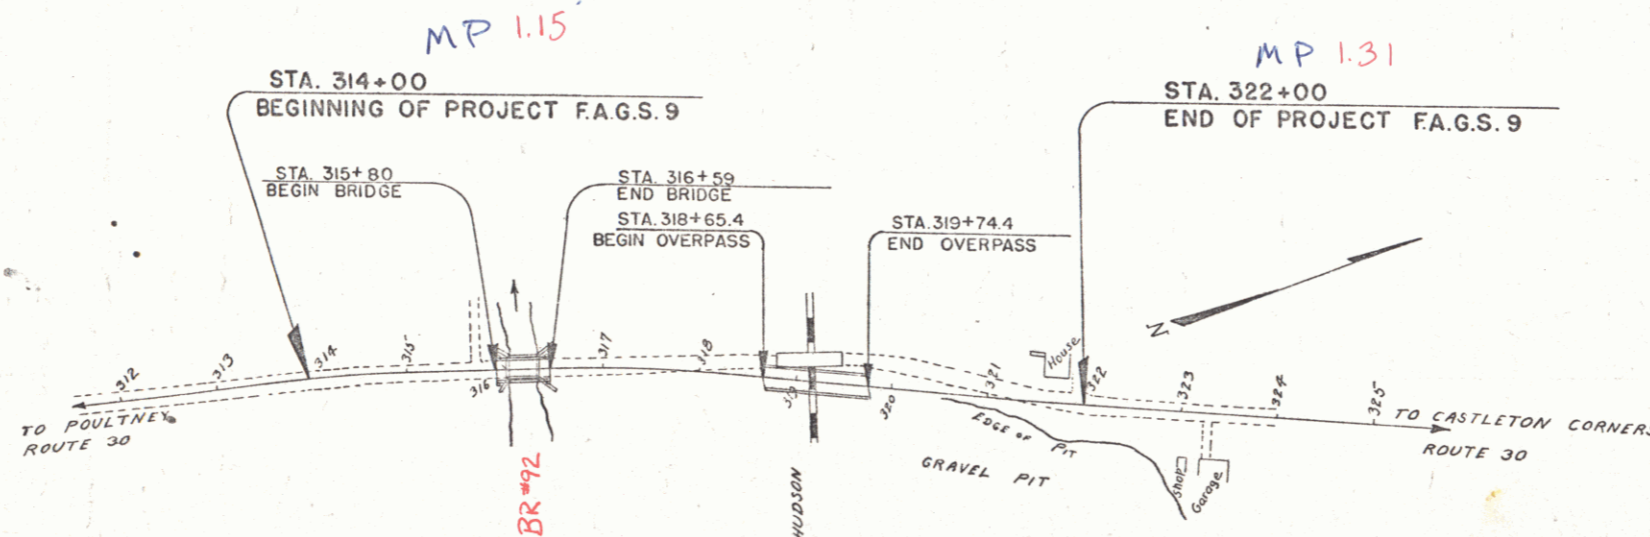 MP 1.15
MP 1.31
STA. 314+00
BEGINNING OF PROJECT F.A.G.S. 9
STA. 322+00
END OF PROJECT F.A.G.S. 9
STA. 315+80
BEGIN BRIDGE
STA. 316+59
END BRIDGE
STA. 318+65.4
BEGIN OVERPASS
STA. 319+74.4
END OVERPASS
N
312
313
314
315
316
317
318
319
320
321
322
323
324
325
House
TO POULTNEY
ROUTE 30
TO CASTLETON CORNERS
ROUTE 30
EDGE OF PIT
GRAVEL PIT
Shop
Garage
BR #92
HUDSON